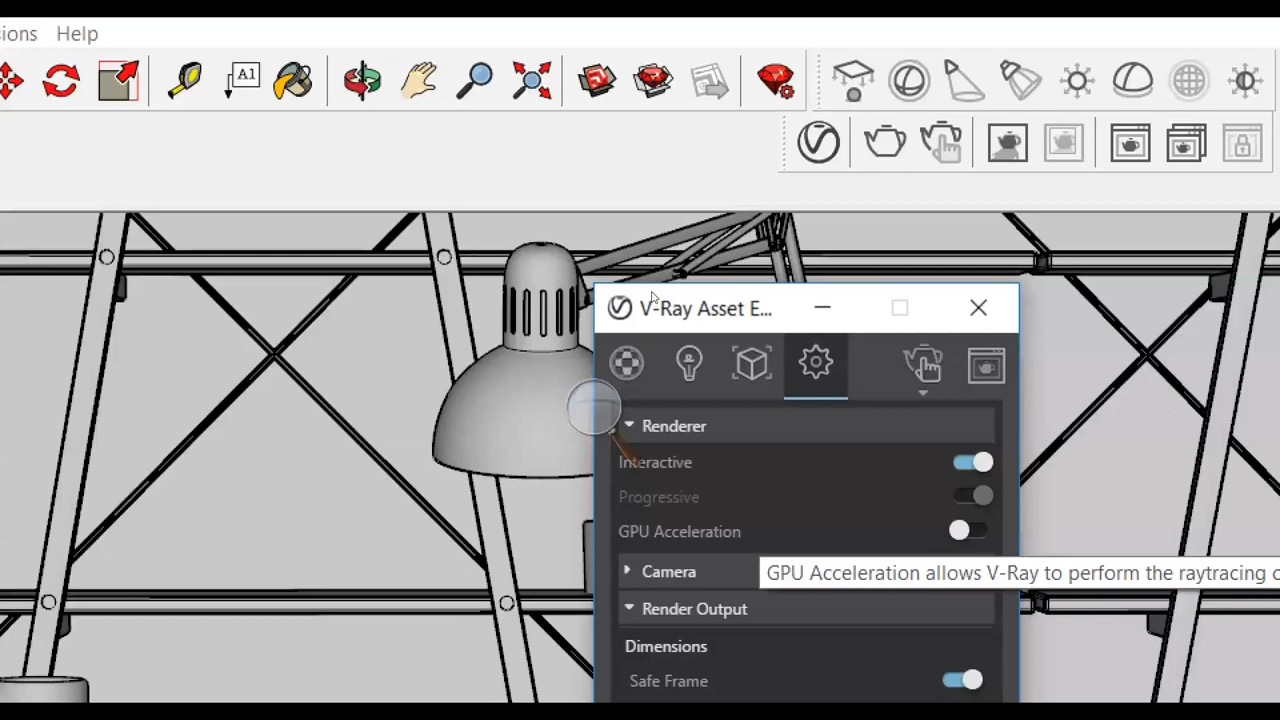 ions Help
A1
V-Ray Asset E...
Renderer
Interactive
Progressive
GPU Acceleration
Camera
GPU Acceleration allows V-Ray to perform the raytracing c
Render Output
Dimensions
Safe Frame